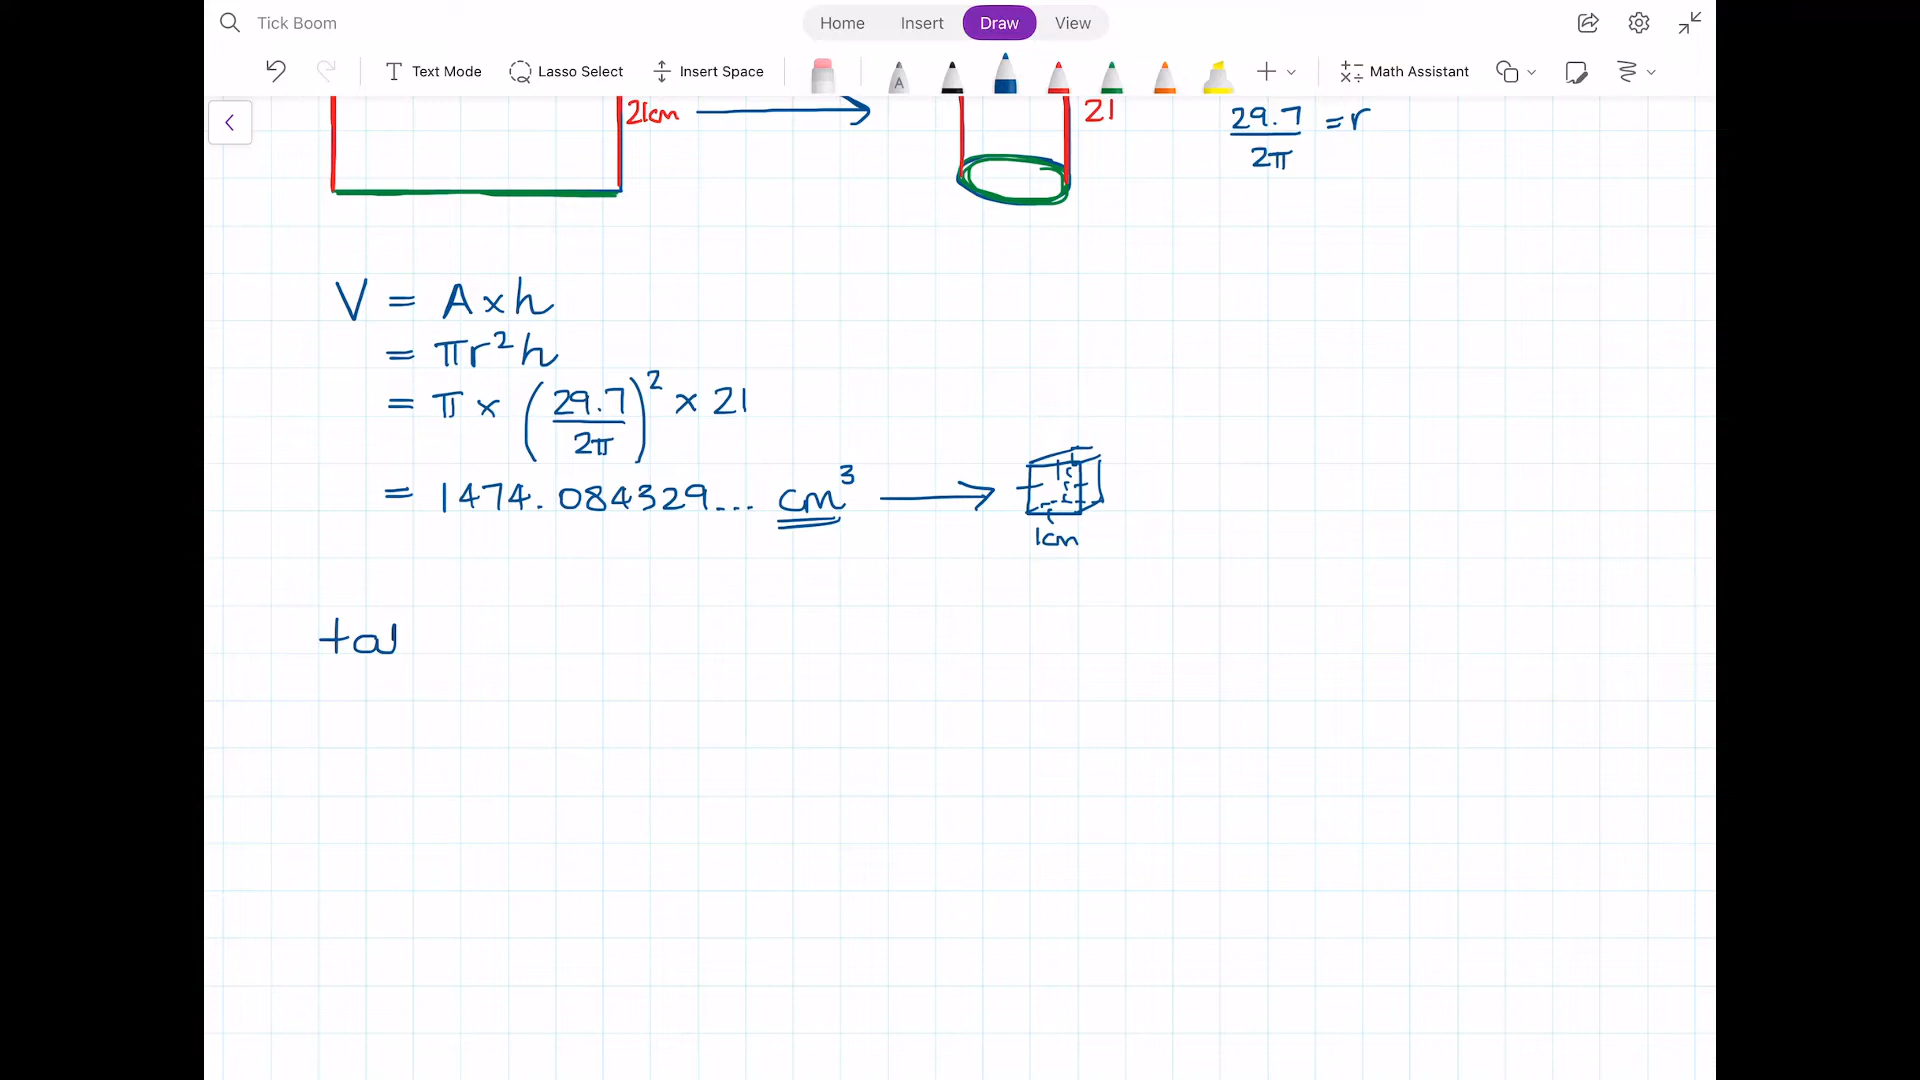 Tick Boom
Home Insert Draw View
Text Mode Lasso Select Insert Space A Math Assistant
21cm
21
29.7/2π = r
V = A × h
= πr²h
= π × (29.7/2π)² × 21
= 1474.084329... cm³
1cm